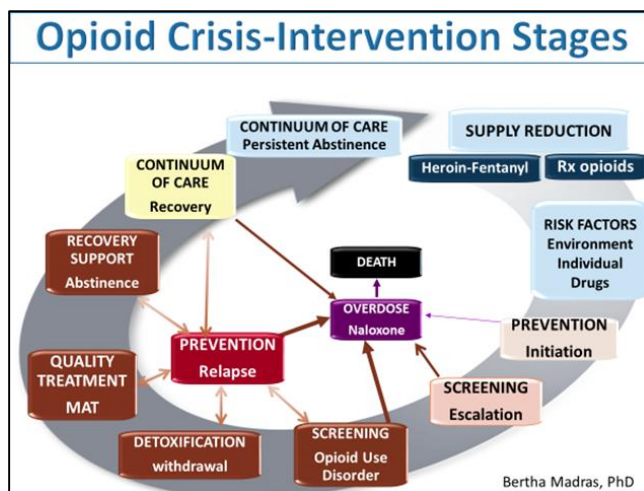 Opioid Crisis-Intervention Stages
CONTINUUM OF CARE
Persistent Abstinence
SUPPLY REDUCTION
Heroin-Fentanyl
Rx opioids
CONTINUUM
OF CARE
Recovery
RISK FACTORS
Environment
Individual
Drugs
RECOVERY
SUPPORT
Abstinence
DEATH
OVERDOSE
Naloxone
PREVENTION
Initiation
PREVENTION
Relapse
QUALITY
TREATMENT
MAT
SCREENING
Escalation
DETOXIFICATION
withdrawal
SCREENING
Opioid Use
Disorder
Bertha Madras, PhD